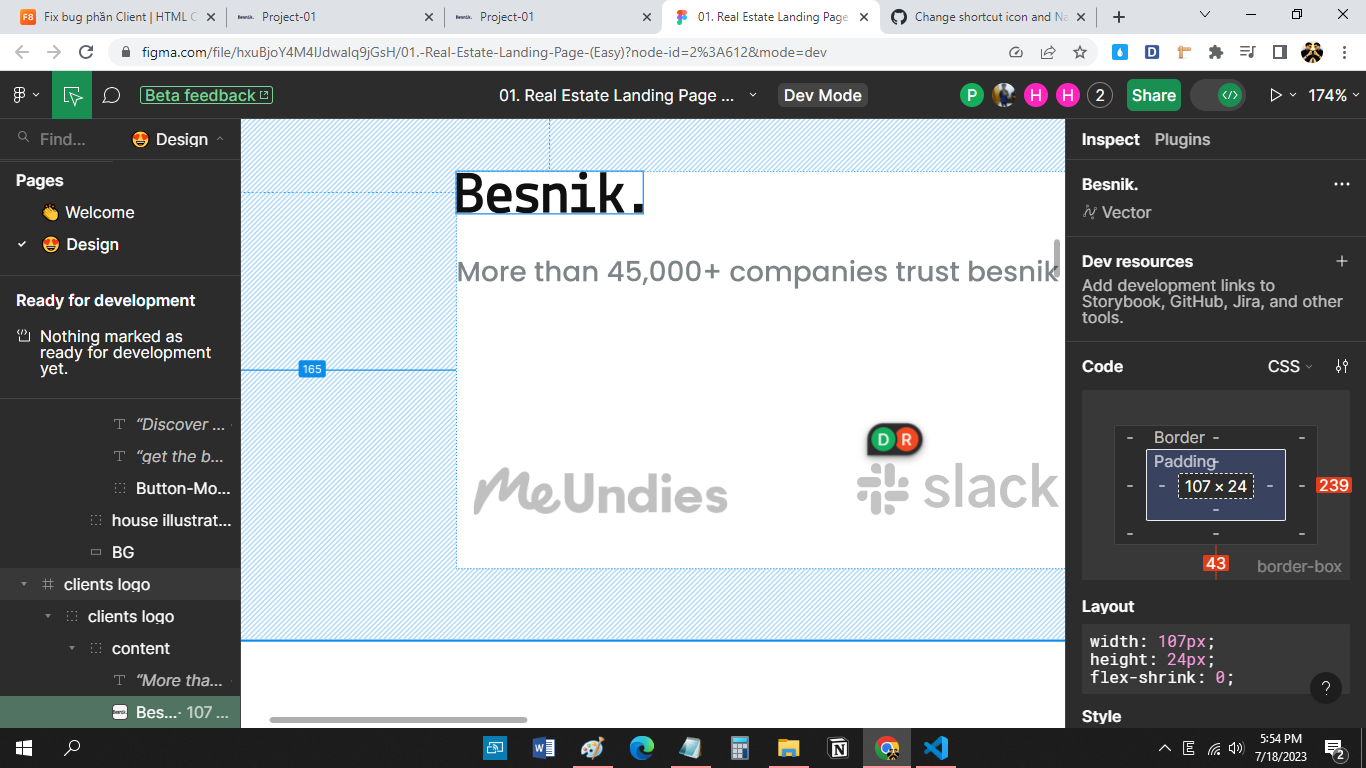 Fix bug phần Client | HTML C
Project-01
Project-01
01. Real Estate Landing Page
Change shortcut icon and Na
figma.com/file/hxuBjoY4M4IJdwaIq9jGsH/01.-Real-Estate-Landing-Page-(Easy)?node-id=2%3A612&mode=dev
Beta feedback
01. Real Estate Landing Page ...
Dev Mode
P
H
H
2
Share
174%
Find...
Design
Inspect
Plugins
Pages
Welcome
Design
Ready for development
Nothing marked as
ready for development
yet.
“Discover ...
“get the b...
Button-Mo...
house illustrat...
BG
clients logo
clients logo
content
“More tha...
Bes...· 107 ...
Besnik.
More than 45,000+ companies trust besnik
165
D R
MeUndies
slack
Besnik.
Vector
Dev resources
Add development links to
Storybook, GitHub, Jira, and other
tools.
Code
CSS
Border -
Padding
107 × 24
239
43
border-box
Layout
width: 107px;
height: 24px;
flex-shrink: 0;
?
Style
5:54 PM
7/18/2023
2